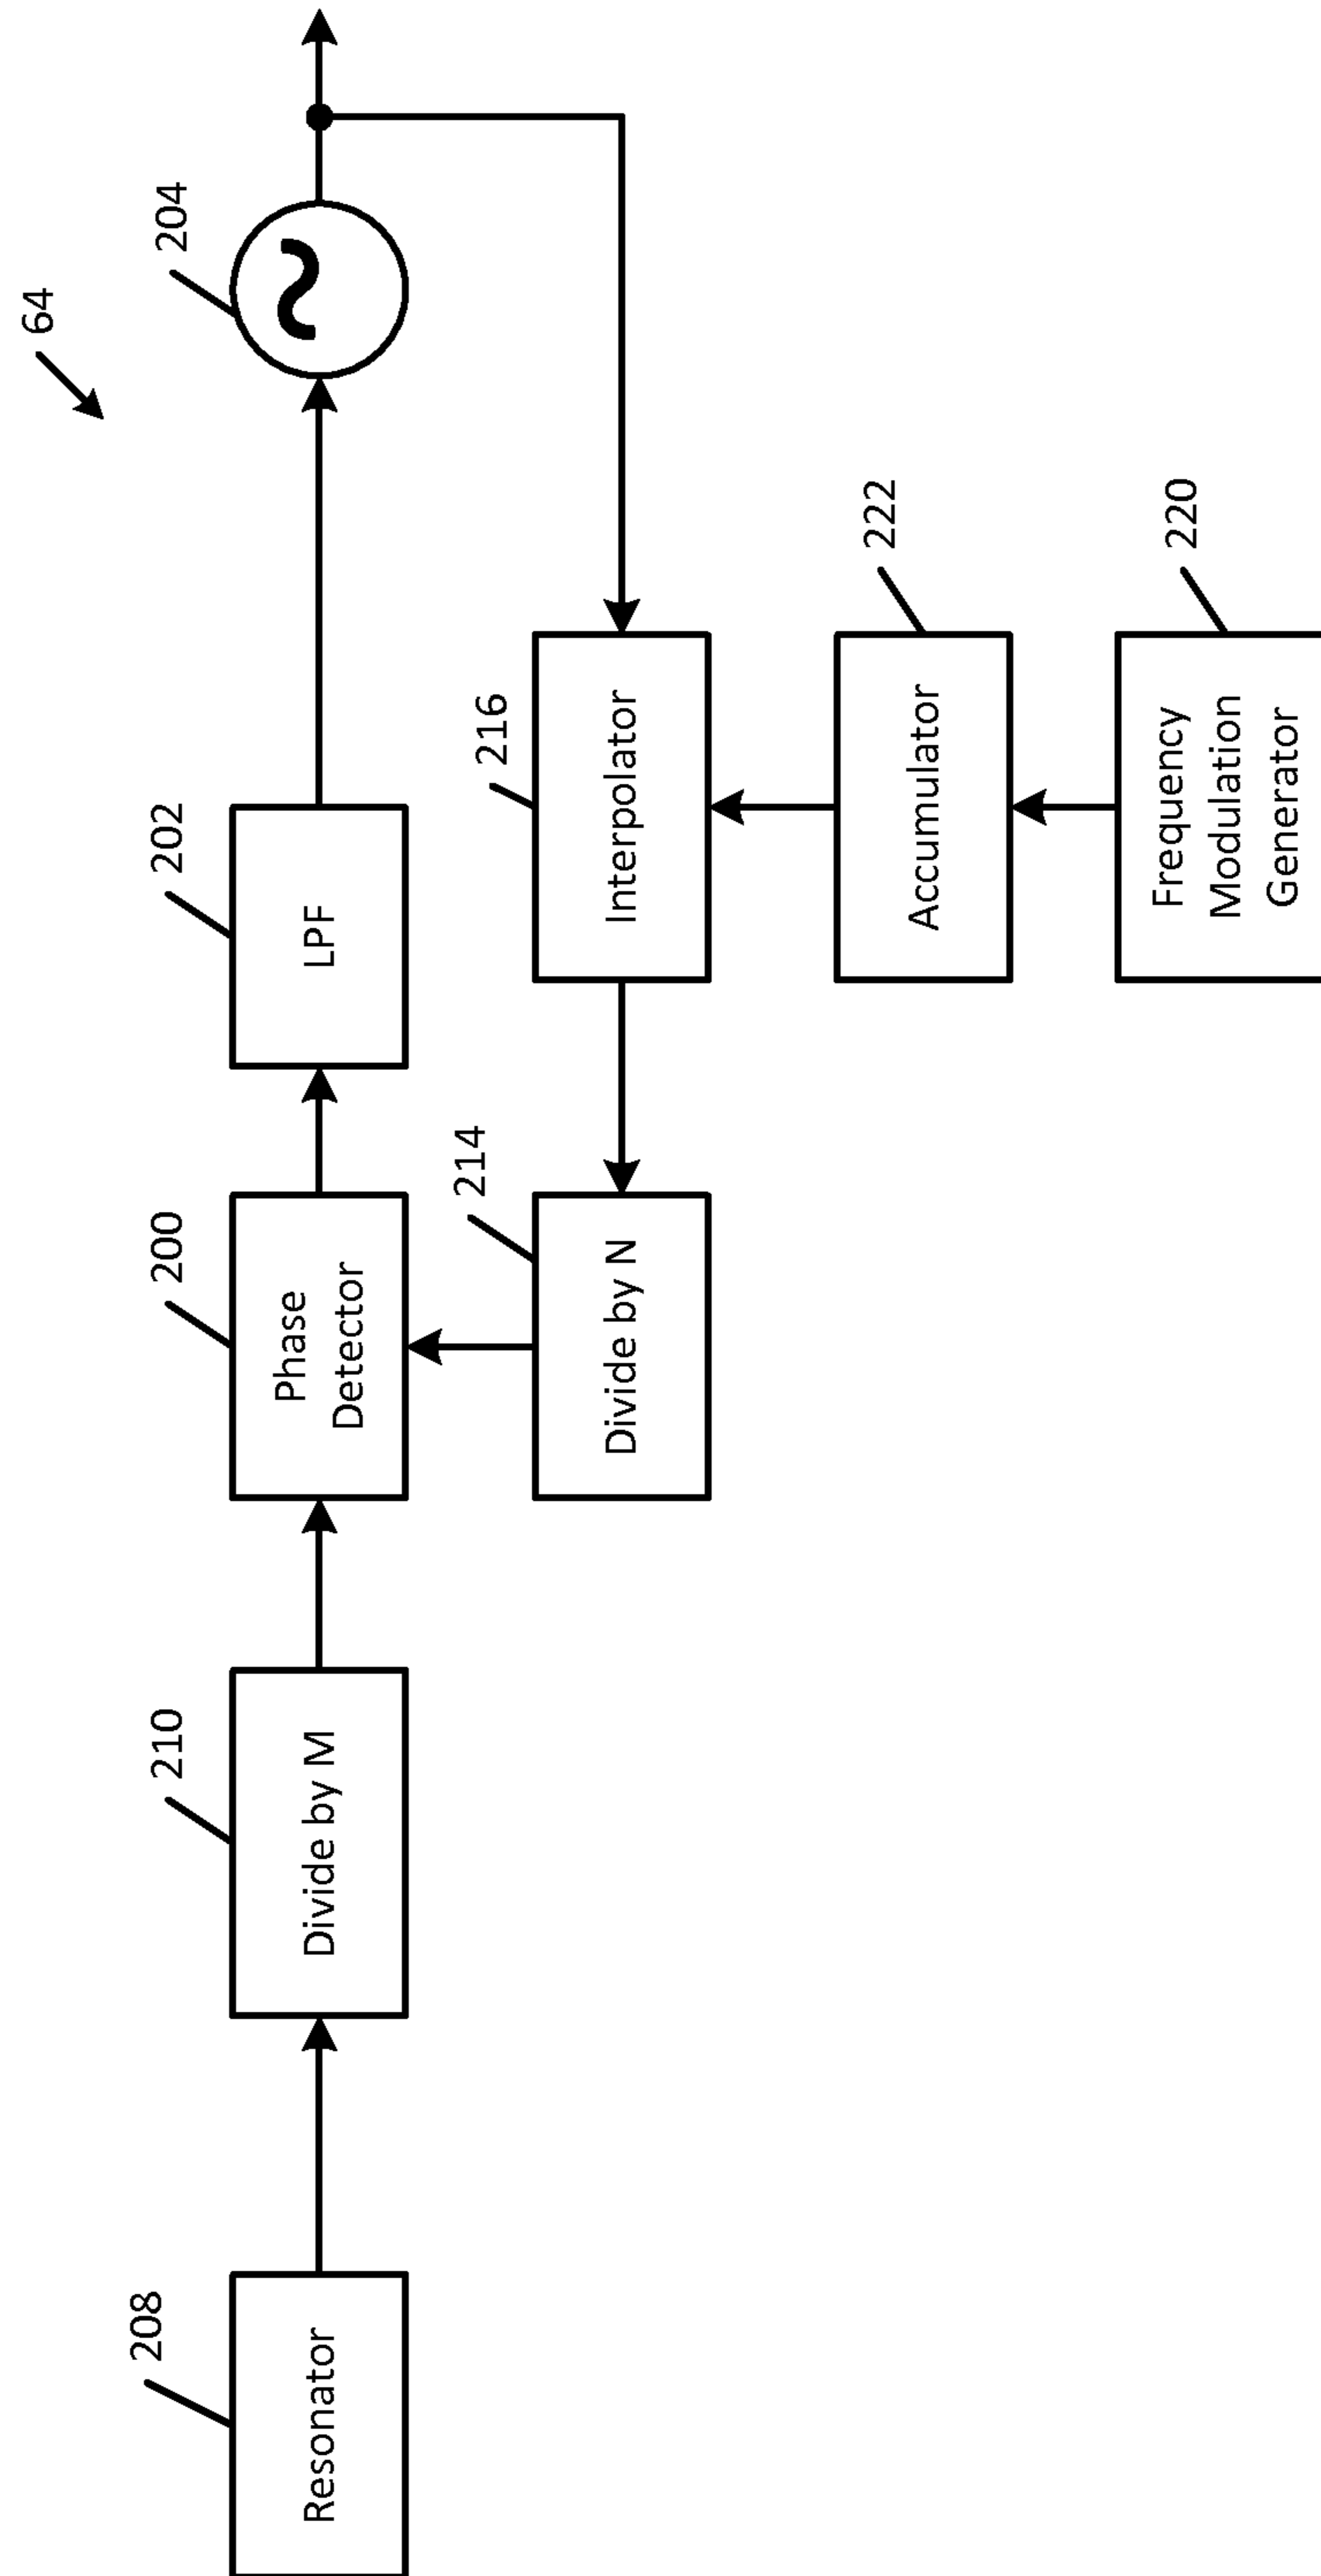 64
208
Resonator
210
Divide by M
200
Phase
Detector
202
LPF
204
214
Divide by N
216
Interpolator
222
Accumulator
220
Frequency
Modulation
Generator